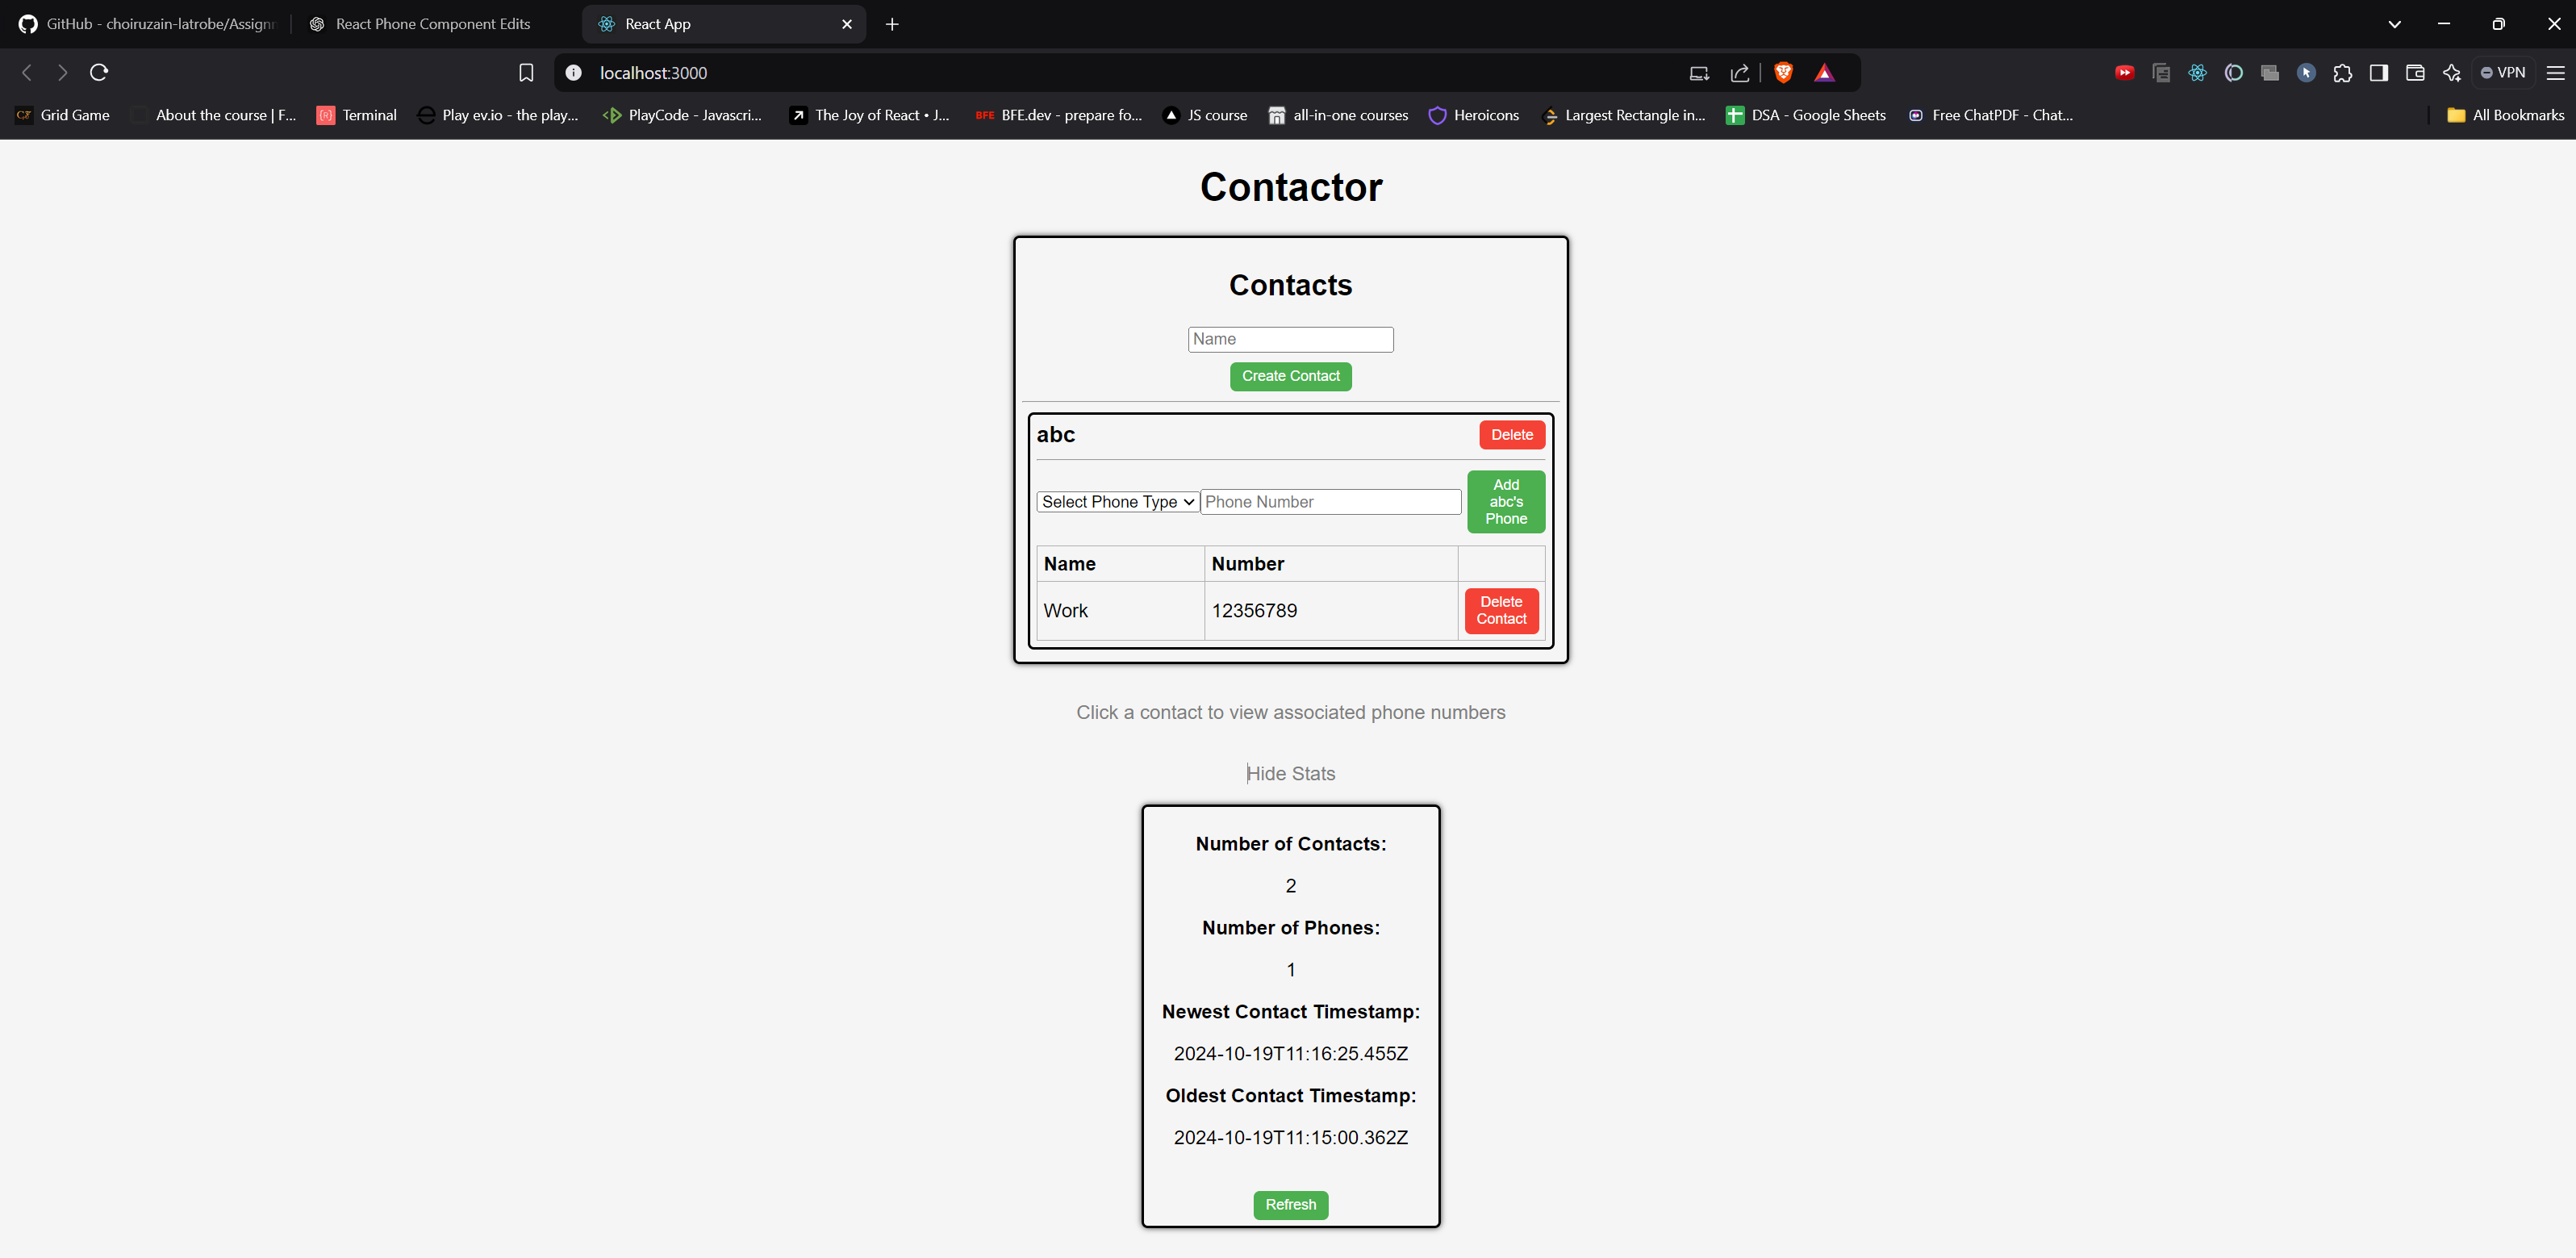 GitHub - choiruzain-latrobe/Assign
React Phone Component Edits
React App
localhost:3000
VPN
Grid Game
About the course | F...
Terminal
Play ev.io - the play...
PlayCode - Javascri...
The Joy of React • J...
BFE
BFE.dev - prepare fo...
JS course
all-in-one courses
Heroicons
Largest Rectangle in...
DSA - Google Sheets
Free ChatPDF - Chat...
All Bookmarks
Contactor
Contacts
Name
Create Contact
abc
Delete
Select Phone Type
Phone Number
Add
abc's
Phone
Name
Number
Work
12356789
Delete
Contact
Click a contact to view associated phone numbers
Hide Stats
Number of Contacts:
2
Number of Phones:
1
Newest Contact Timestamp:
2024-10-19T11:16:25.455Z
Oldest Contact Timestamp:
2024-10-19T11:15:00.362Z
Refresh